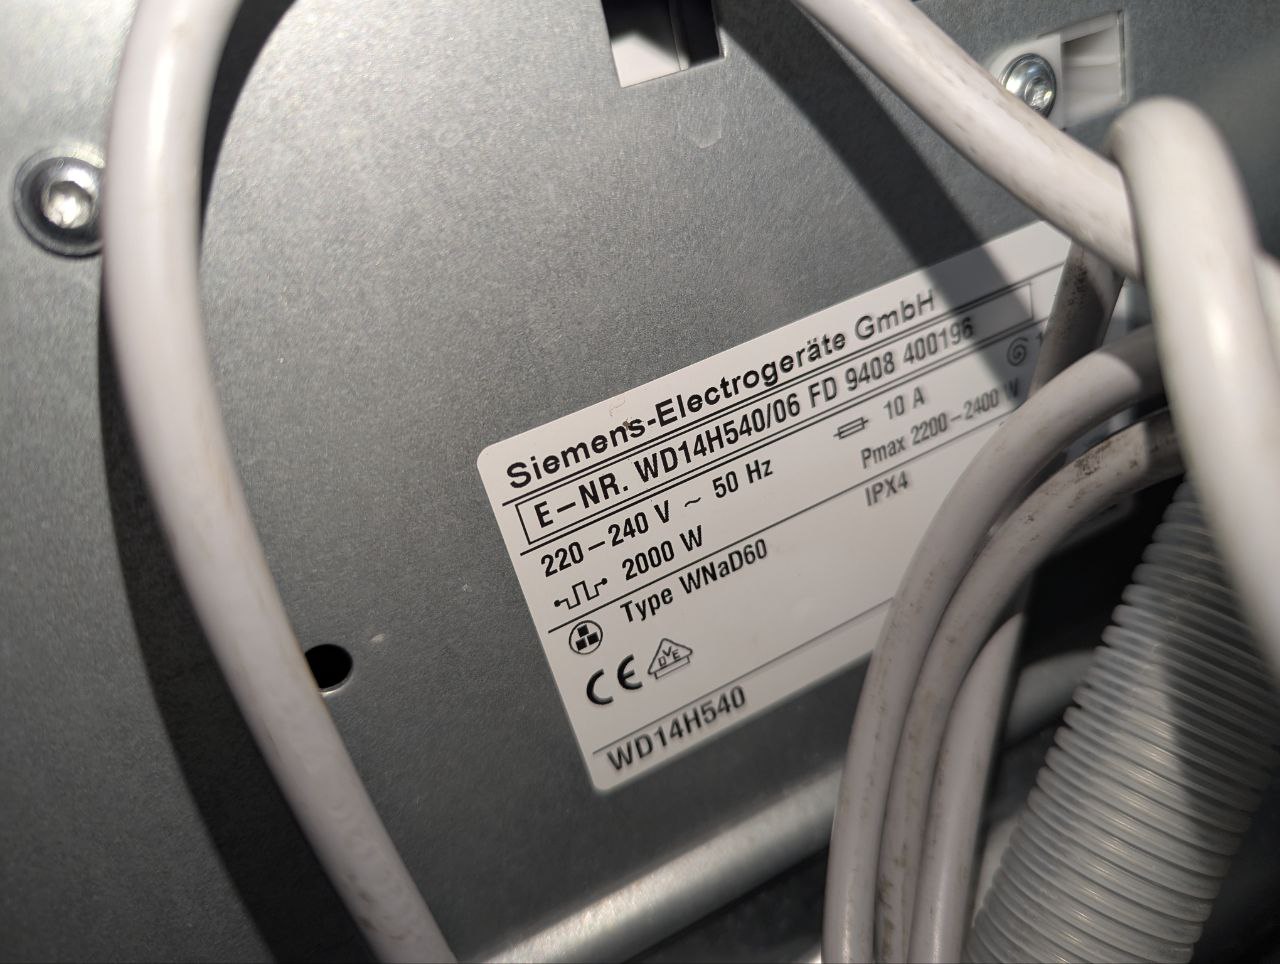 Siemens-Electrogeräte GmbH
E-NR. WD14H540/06 FD 9408 400196
220-240 V ~ 50 Hz 10 A
2000 W Pmax 2200-2400 W
Type WNaD60 IPX4
CE DVE
WD14H540